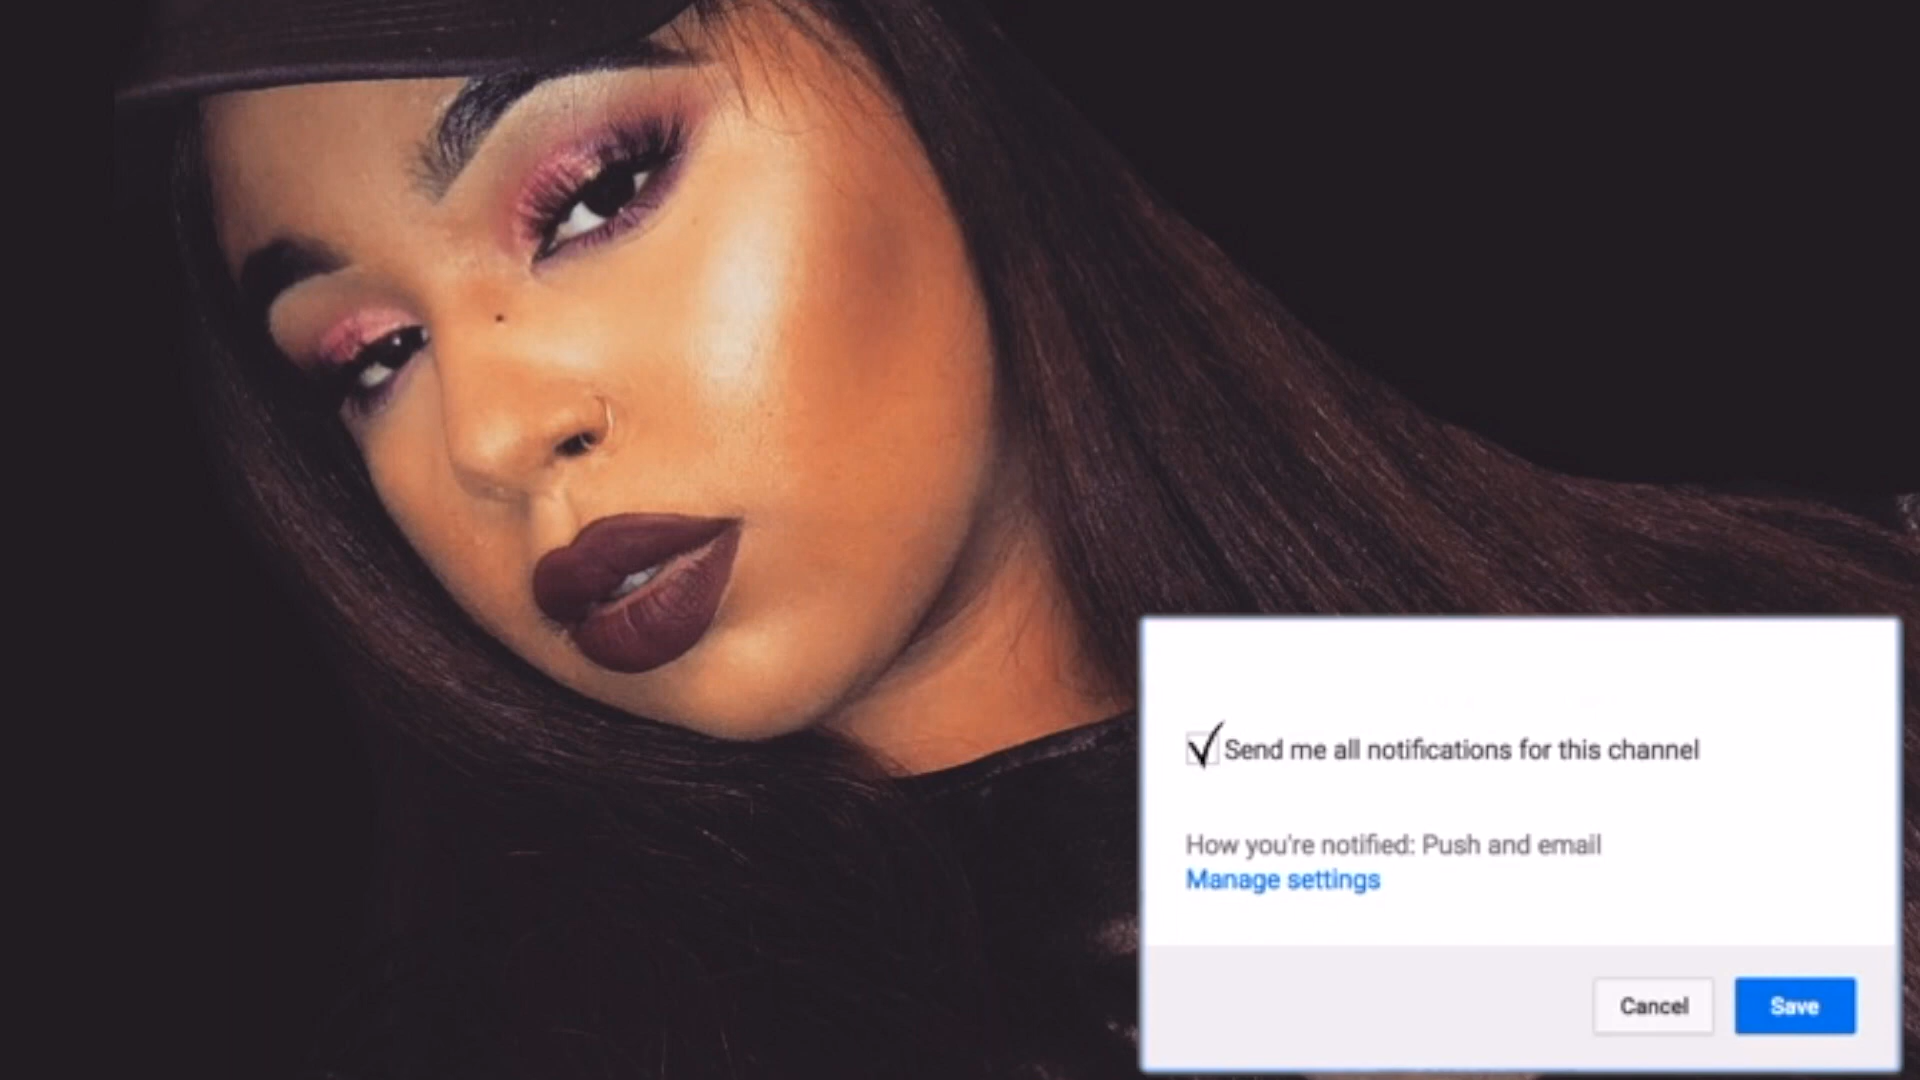 Send me all notifications for this channel
How you're notified: Push and email
Manage settings
Cancel
Save